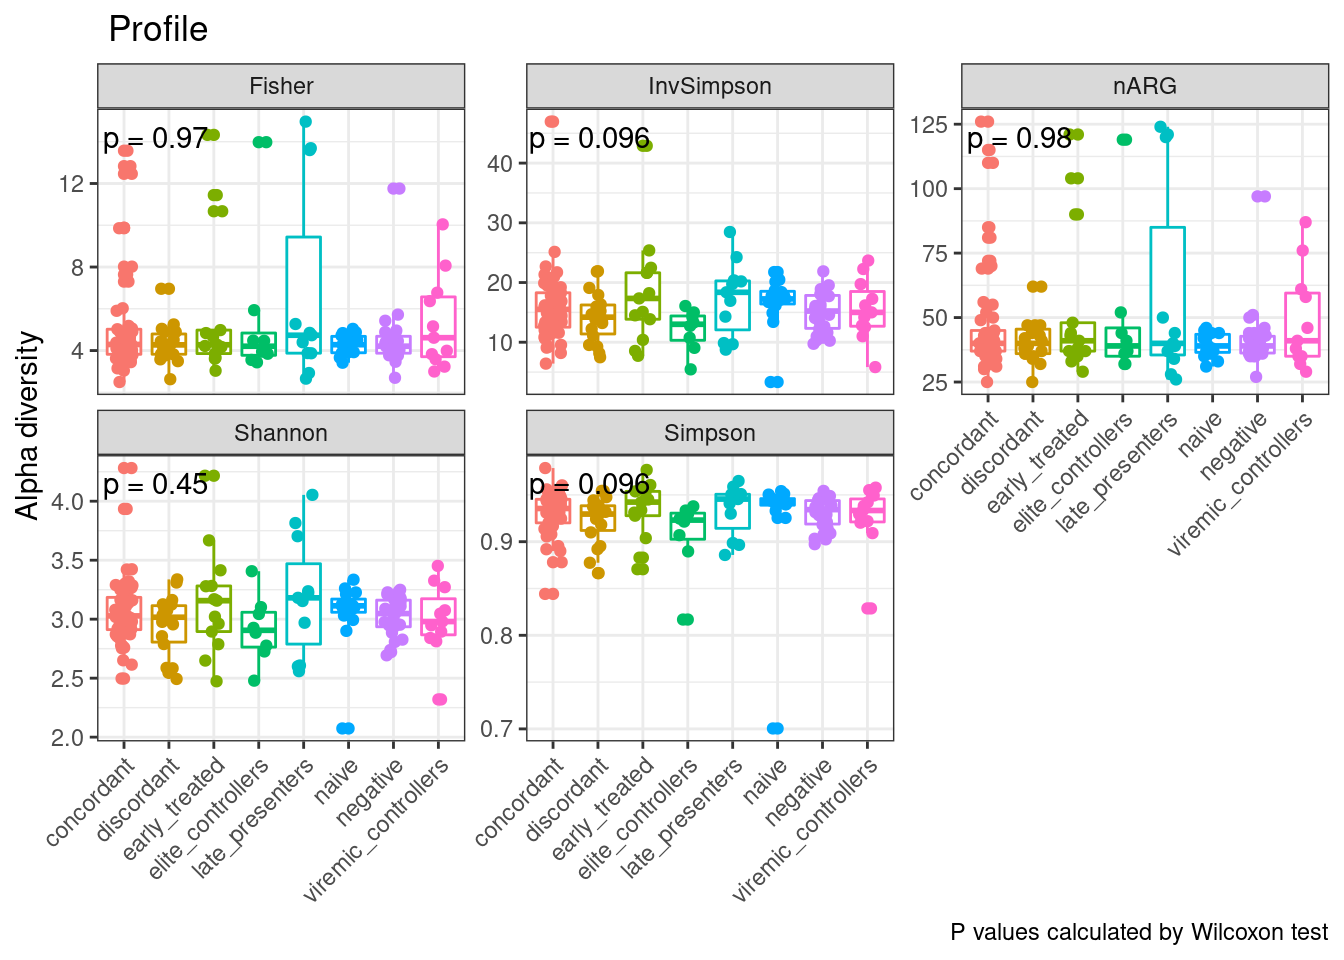 Profile
Fisher
InvSimpson
nARG
p = 0.97
p = 0.096
p = 0.98
12
8
4
40
30
20
10
125
100
75
50
25
concordant
discordant
early_treated
elite_controllers
late_presenters
naive
negative
viremic_controllers
Alpha diversity
Shannon
Simpson
p = 0.45
p = 0.096
4.0
3.5
3.0
2.5
2.0
0.9
0.8
0.7
concordant
discordant
early_treated
elite_controllers
late_presenters
naive
negative
viremic_controllers
concordant
discordant
early_treated
elite_controllers
late_presenters
naive
negative
viremic_controllers
P values calculated by Wilcoxon test